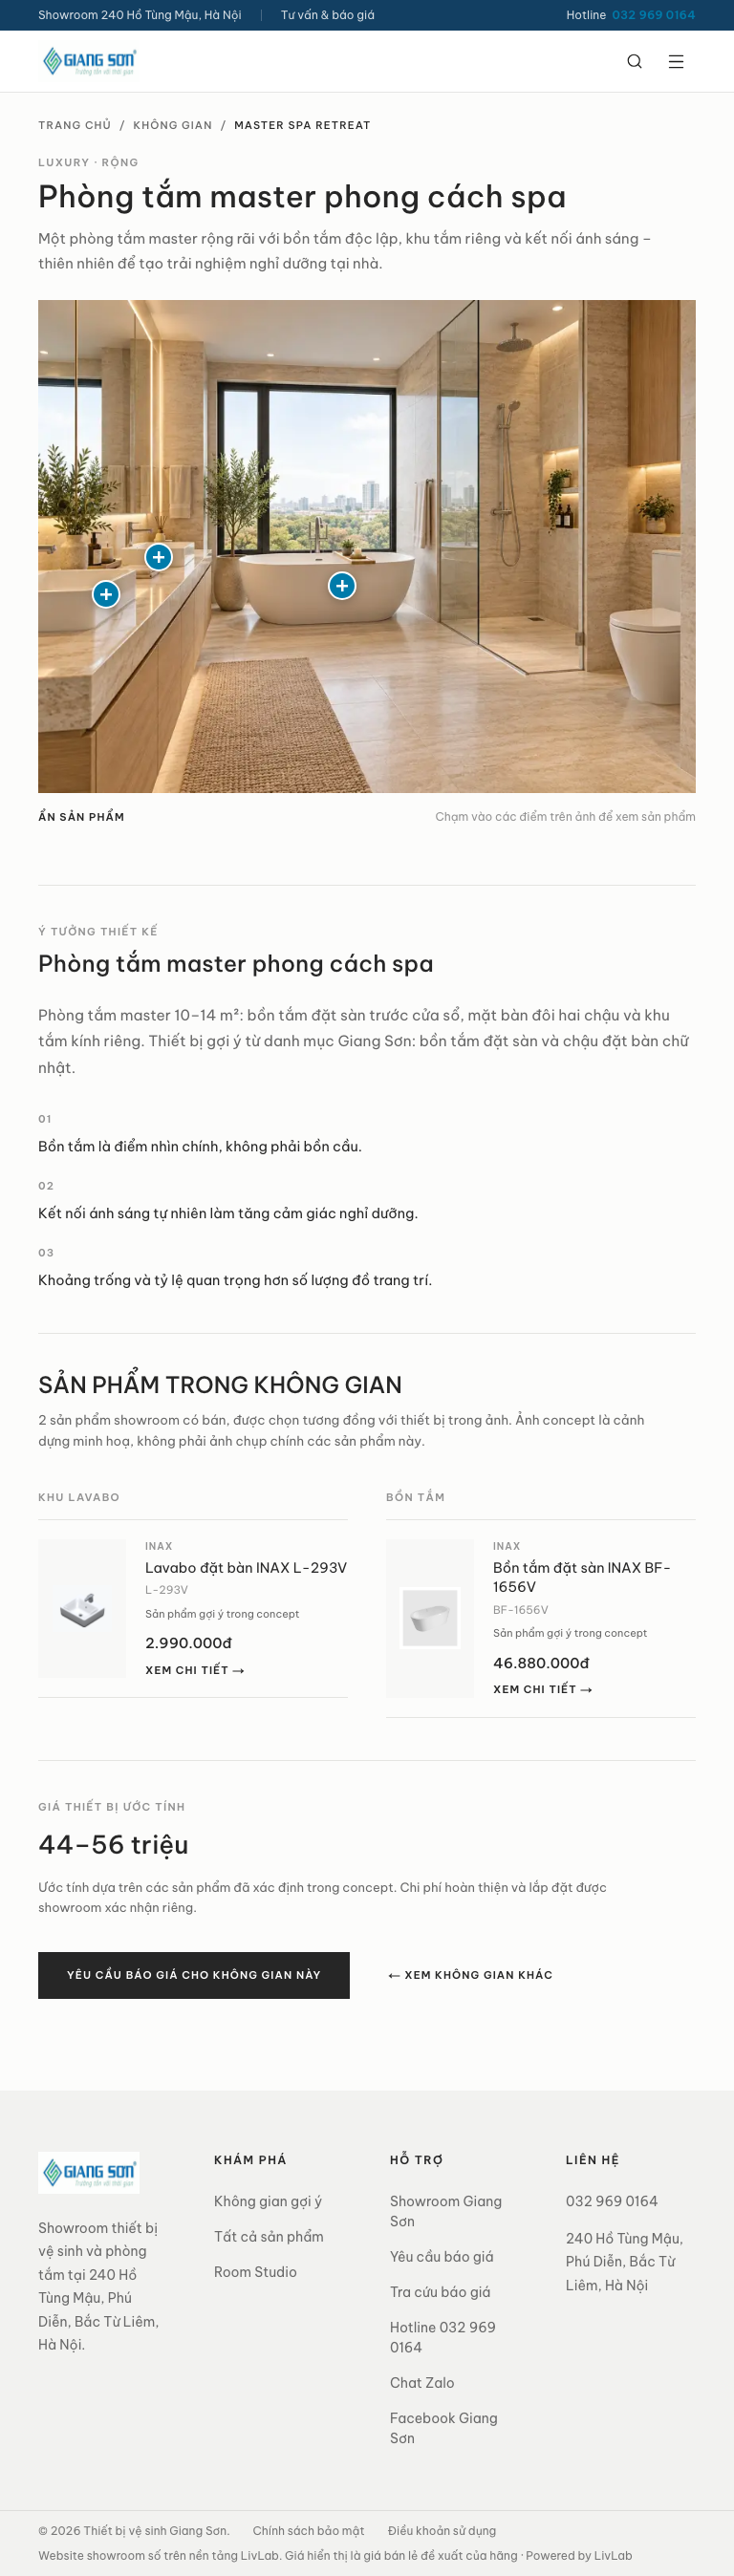 Showroom 240 Hồ Tùng Mậu, Hà Nội
Tư vấn & báo giá
Hotline 032 969 0164
GIANG SƠN
TRANG CHỦ / KHÔNG GIAN / MASTER SPA RETREAT
LUXURY · RỘNG
Phòng tắm master phong cách spa
Một phòng tắm master rộng rãi với bồn tắm độc lập, khu tắm riêng và kết nối ánh sáng –
thiên nhiên để tạo trải nghiệm nghỉ dưỡng tại nhà.
ẨN SẢN PHẨM
Chạm vào các điểm trên ảnh để xem sản phẩm
Ý TƯỞNG THIẾT KẾ
Phòng tắm master phong cách spa
Phòng tắm master 10–14 m²: bồn tắm đặt sàn trước cửa sổ, mặt bàn đôi hai chậu và khu
tắm kính riêng. Thiết bị gợi ý từ danh mục Giang Sơn: bồn tắm đặt sàn và chậu đặt bàn chữ
nhật.
01
Bồn tắm là điểm nhìn chính, không phải bồn cầu.
02
Kết nối ánh sáng tự nhiên làm tăng cảm giác nghỉ dưỡng.
03
Khoảng trống và tỷ lệ quan trọng hơn số lượng đồ trang trí.
SẢN PHẨM TRONG KHÔNG GIAN
2 sản phẩm showroom có bán, được chọn tương đồng với thiết bị trong ảnh. Ảnh concept là cảnh
dựng minh hoạ, không phải ảnh chụp chính các sản phẩm này.
KHU LAVABO
INAX
Lavabo đặt bàn INAX L-293V
L-293V
Sản phẩm gợi ý trong concept
2.990.000đ
XEM CHI TIẾT →
BỒN TẮM
INAX
Bồn tắm đặt sàn INAX BF-
1656V
BF-1656V
Sản phẩm gợi ý trong concept
46.880.000đ
XEM CHI TIẾT →
GIÁ THIẾT BỊ ƯỚC TÍNH
44–56 triệu
Ước tính dựa trên các sản phẩm đã xác định trong concept. Chi phí hoàn thiện và lắp đặt được
showroom xác nhận riêng.
YÊU CẦU BÁO GIÁ CHO KHÔNG GIAN NÀY
← XEM KHÔNG GIAN KHÁC
GIANG SƠN
Showroom thiết bị
vệ sinh và phòng
tắm tại 240 Hồ
Tùng Mậu, Phú
Diễn, Bắc Từ Liêm,
Hà Nội.
KHÁM PHÁ
Không gian gợi ý
Tất cả sản phẩm
Room Studio
HỖ TRỢ
Showroom Giang
Sơn
Yêu cầu báo giá
Tra cứu báo giá
Hotline 032 969
0164
Chat Zalo
Facebook Giang
Sơn
LIÊN HỆ
032 969 0164
240 Hồ Tùng Mậu,
Phú Diễn, Bắc Từ
Liêm, Hà Nội
© 2026 Thiết bị vệ sinh Giang Sơn.
Chính sách bảo mật
Điều khoản sử dụng
Website showroom số trên nền tảng LivLab. Giá hiển thị là giá bán lẻ đề xuất của hãng · Powered by LivLab